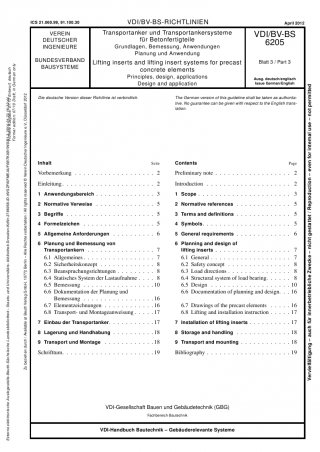 ICS 21.060.99, 91.100.30
VDI/BV-BS-RICHTLINIEN
April 2012
VEREIN
DEUTSCHER
INGENIEURE
BUNDESVERBAND
BAUSYSTEME
Transportanker und Transportankersysteme
für Betonfertigteile
Grundlagen, Bemessung, Anwendungen
Planung und Anwendung
Lifting inserts and lifting insert systems for precast
concrete elements
Principles, design, applications
Design and application
VDI/BV-BS
6205
Blatt 3 / Part 3
Ausg. deutsch/englisch
Issue German/English
Die deutsche Version dieser Richtlinie ist verbindlich.
The German version of this guideline shall be taken as authorita-
tive. No guarantee can be given with respect to the English trans-
lation.
Inhalt Seite
Vorbemerkung 2
Einleitung 2
1 Anwendungsbereich 3
2 Normative Verweise 5
3 Begriffe 5
4 Formelzeichen 5
5 Allgemeine Anforderungen 6
6 Planung und Bemessung von
Transportankern 7
6.1 Allgemeines 7
6.2 Sicherheitskonzept 8
6.3 Beanspruchungsrichtungen 8
6.4 Statisches System der Lastaufnahme 8
6.5 Bemessung 10
6.6 Dokumentation der Planung und
Bemessung 16
6.7 Elementzeichnungen 16
6.8 Transport- und Montageanweisung 17
7 Einbau der Transportanker 17
8 Lagerung und Handhabung 18
9 Transport und Montage 18
Schrifttum 19
Contents Page
Preliminary note 2
Introduction 2
1 Scope 3
2 Normative references 5
3 Terms and definitions 5
4 Symbols 5
5 General requirements 6
6 Planning and design of
lifting inserts 7
6.1 General 7
6.2 Safety concept 8
6.3 Load directions 8
6.4 Structural system of load bearing 8
6.5 Design 10
6.6 Documentation of planning and design 16
6.7 Drawings of the precast elements 16
6.8 Lifting and installation instruction 17
7 Installation of lifting inserts 17
8 Storage and handling 18
9 Transport and mounting 18
Bibliography 19
VDI-Gesellschaft Bauen und Gebäudetechnik (GBG)
Fachbereich Bautechnik
VDI-Handbuch Bautechnik – Gebäuderelevante Systeme
Vervielfältigung – auch für innerbetriebliche Zwecke – nicht gestattet / Reproduction – even for internal use – not permitted